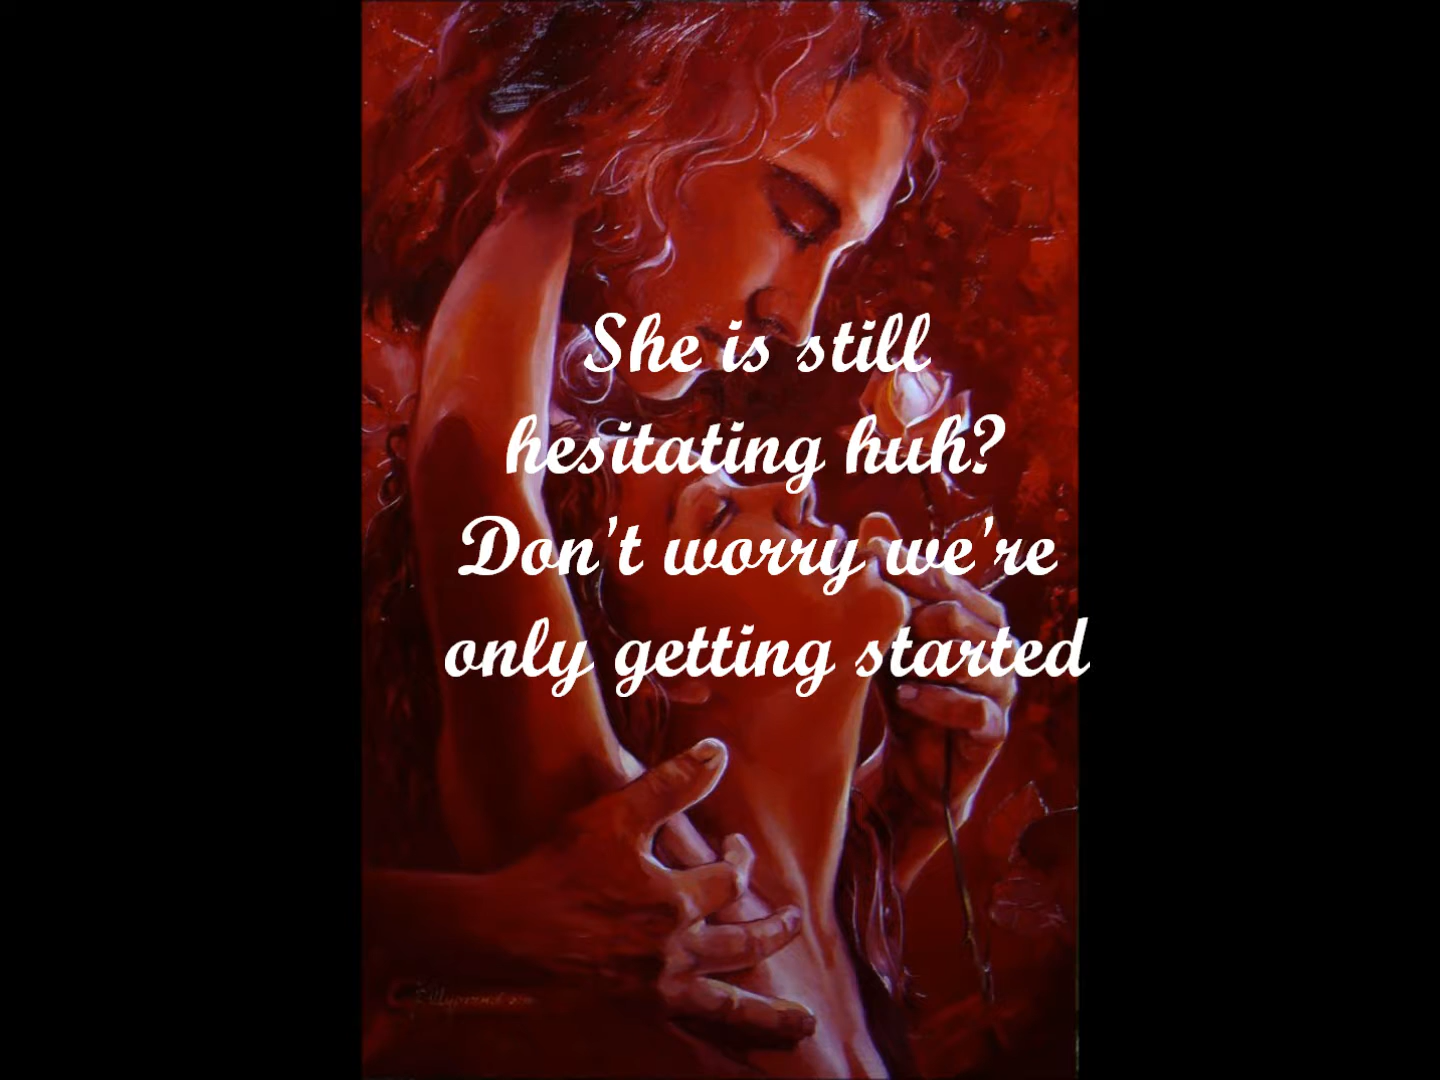 She is still
hesitating huh?
Don't worry we're
only getting started